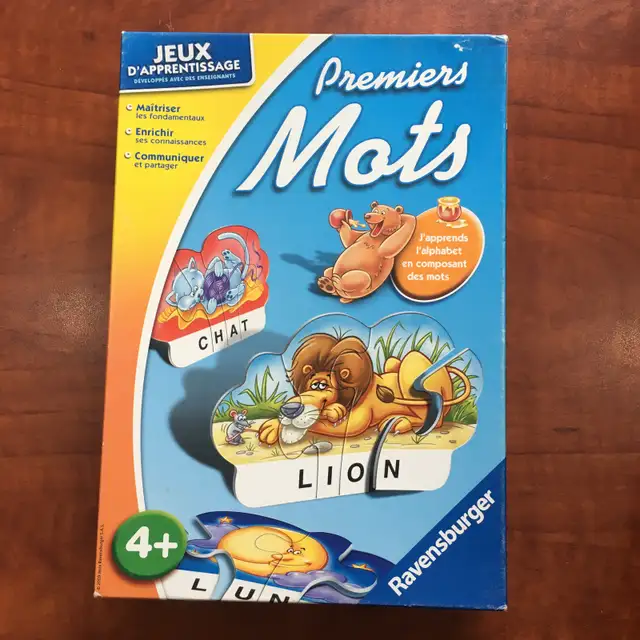 JEUX
D'APPRENTISSAGE
DÉVELOPPÉS AVEC DES ENSEIGNANTS
Maîtriser
les fondamentaux
Enrichir
ses connaissances
Communiquer
et partager
Premiers
Mots
J'apprends
l'alphabet
en composant
des mots
CHAT
LION
4+
LUN
Ravensburger